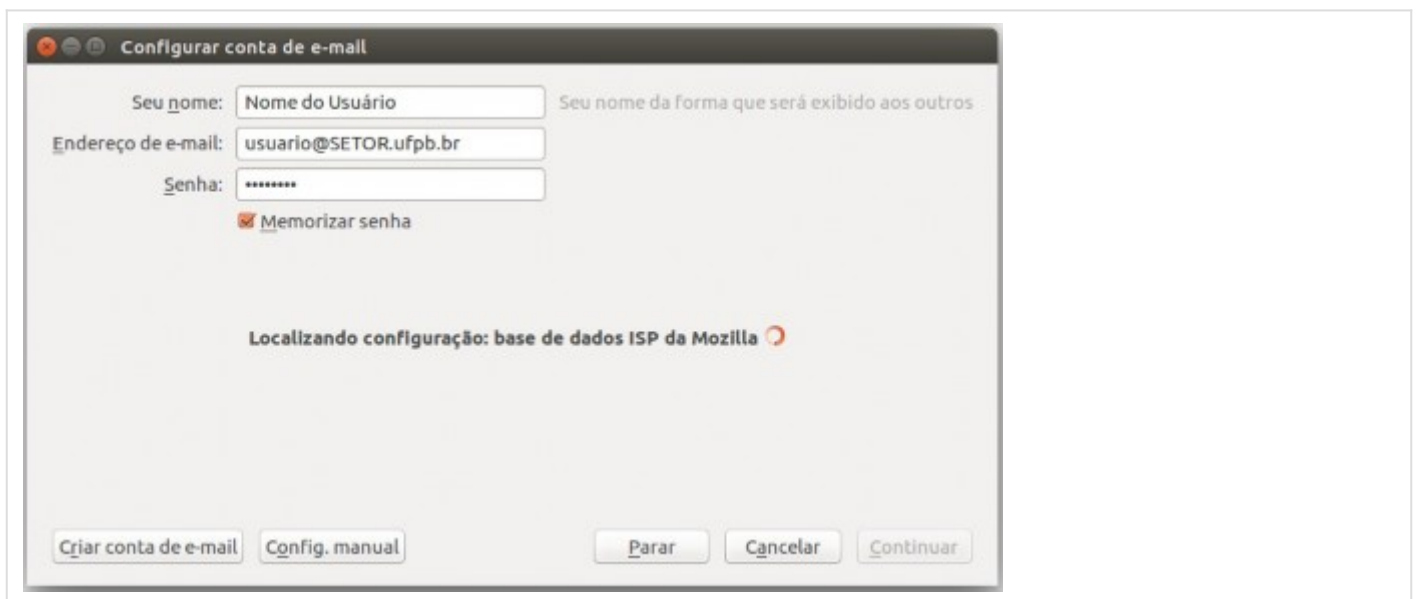 Configurar conta de e-mail
Seu nome: Nome do Usuário Seu nome da forma que será exibido aos outros
Endereço de e-mail: usuario@SETOR.ufpb.br
Senha: ••••••••
Memorizar senha
Localizando configuração: base de dados ISP da Mozilla
Criar conta de e-mail Config. manual Parar Cancelar Continuar